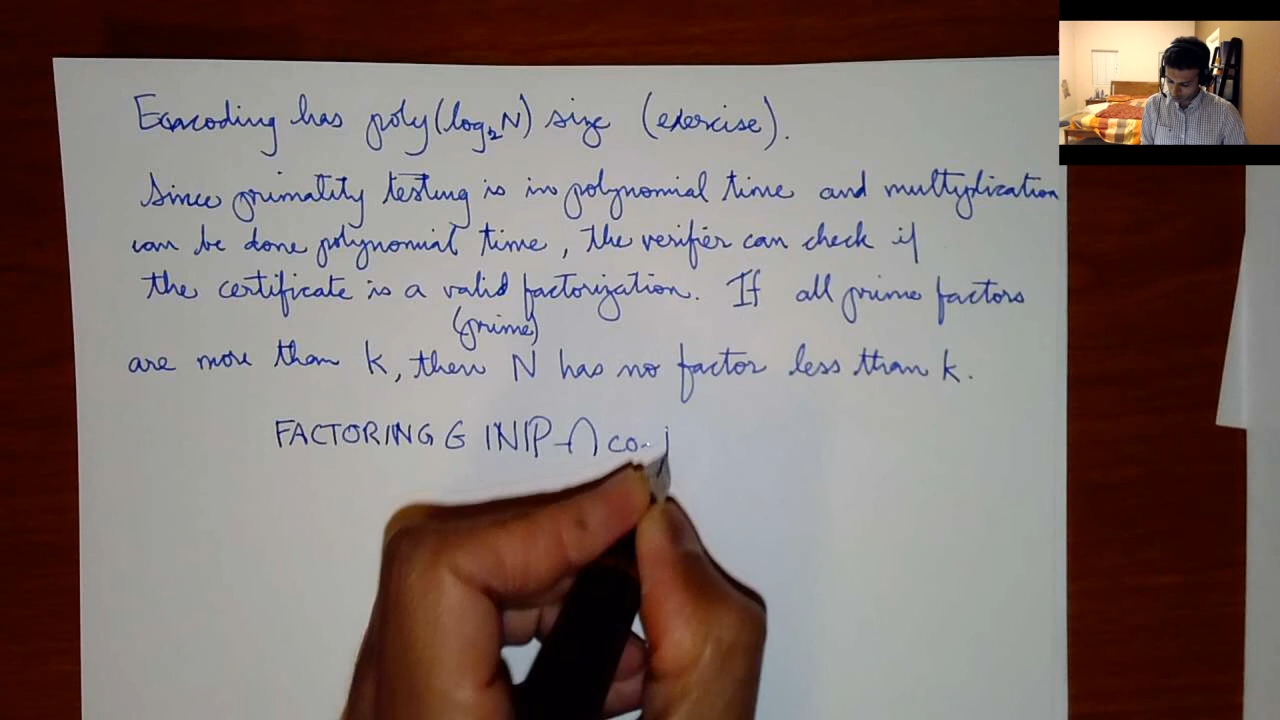 Encoding has poly(log₂N) size (exercise).
Since primality testing is in polynomial time and multiplication
can be done polynomial time, the verifier can check if
the certificate is a valid factorization. If all prime factors
(prime)
are more than k, then N has no factor less than k.
FACTORING ∈ NP ∩ co-